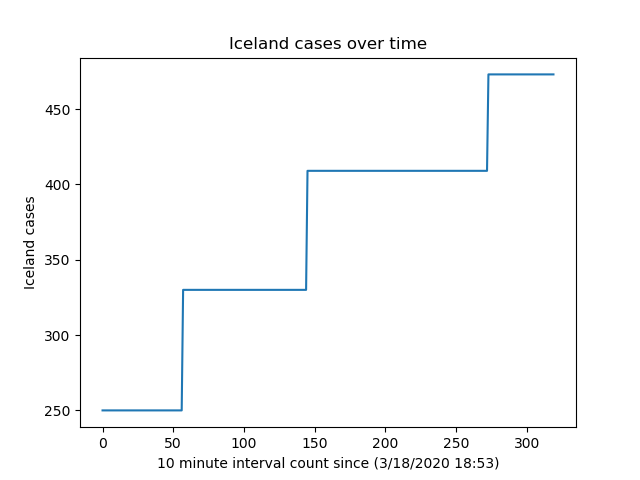 Iceland cases over time
Iceland cases
450
400
350
300
250
0 50 100 150 200 250 300
10 minute interval count since (3/18/2020 18:53)